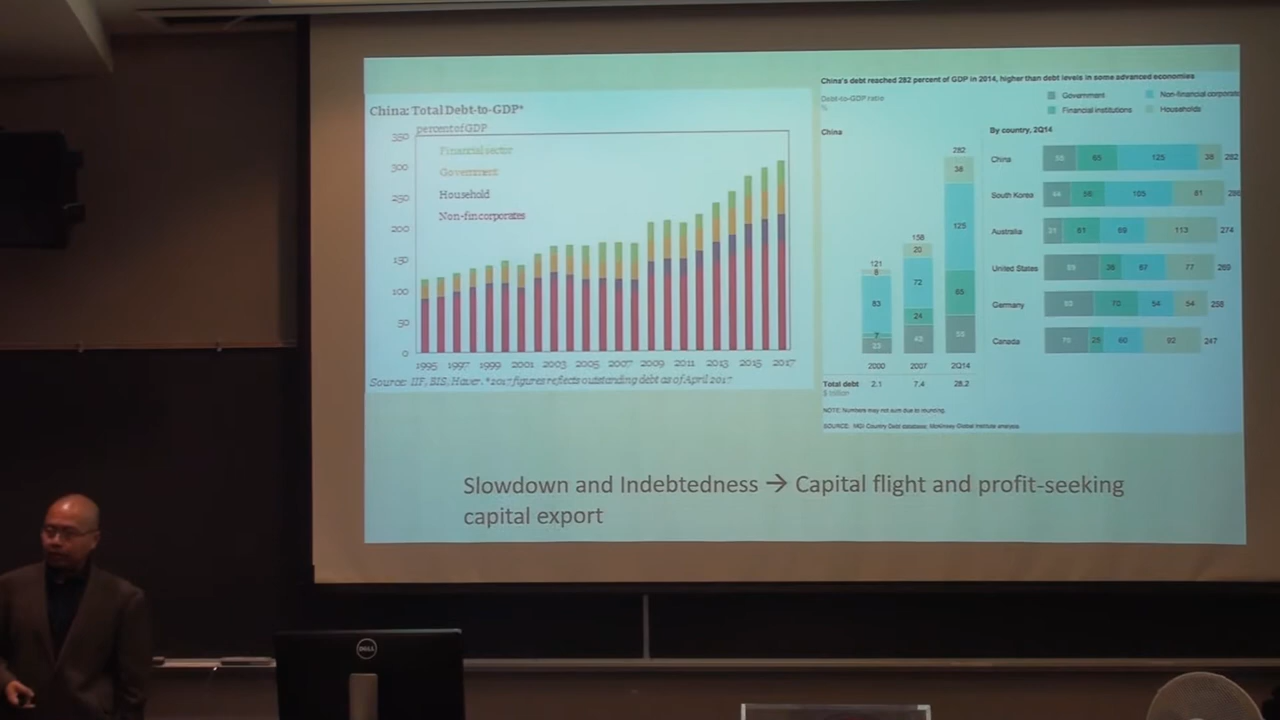 China: Total Debt-to-GDP*
percent of GDP
350
300
250
200
150
100
50
0
Financial sector
Government
Household
Non-fin corporates
1995 1997 1999 2001 2003 2005 2007 2009 2011 2013 2015 2017
Source: IIF, BIS, Haver. *2017 figures reflects outstanding debt as of April 2017
China's debt reached 282 percent of GDP in 2014, higher than debt levels in some advanced economies
Debt-to-GDP ratio
%
Government
Non-financial corporate
Financial institutions
Households
China
121
8
83
7
23
158
20
72
24
42
282
38
125
65
55
2000 2007 2Q14
Total debt 2.1 7.4 28.2
$ trillion
By country, 2Q14
China 55 65 125 38 282
South Korea 44 56 105 81 286
Australia 31 61 69 113 274
United States 89 36 67 77 269
Germany 80 70 54 54 258
Canada 70 25 60 92 247
NOTE: Numbers may not sum due to rounding.
SOURCE: MGI Country Debt database; McKinsey Global Institute analysis
Slowdown and Indebtedness → Capital flight and profit-seeking
capital export
DELL